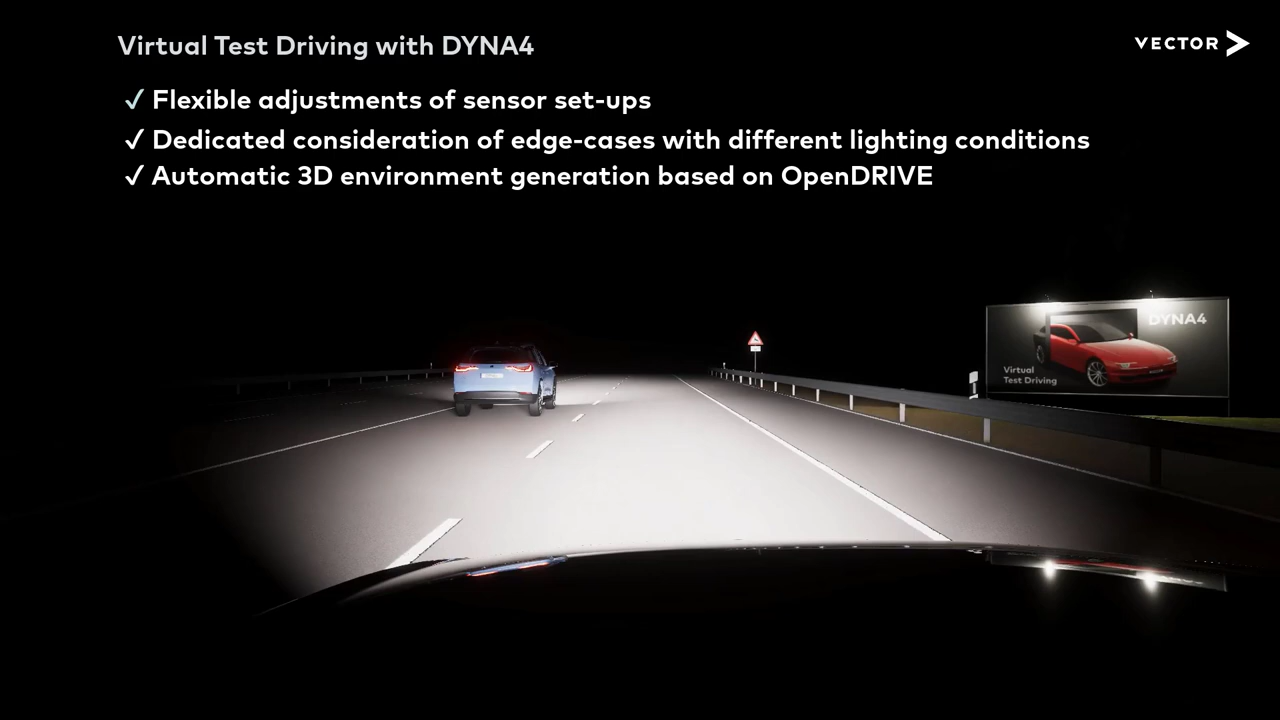 Virtual Test Driving with DYNA4
VECTOR
✓ Flexible adjustments of sensor set-ups
✓ Dedicated consideration of edge-cases with different lighting conditions
✓ Automatic 3D environment generation based on OpenDRIVE
DYNA4
Virtual
Test Driving